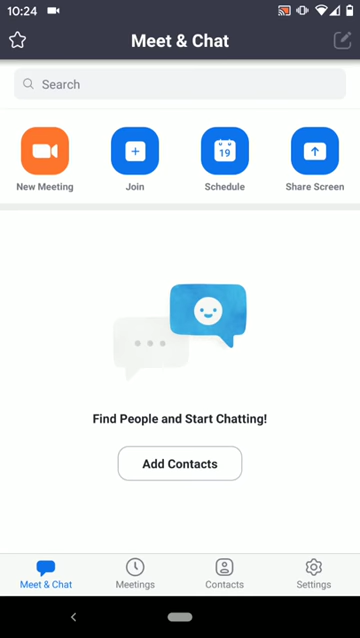 10:24
Meet & Chat
Search
19
New Meeting
Join
Schedule
Share Screen
Find People and Start Chatting!
Add Contacts
Meet & Chat
Meetings
Contacts
Settings